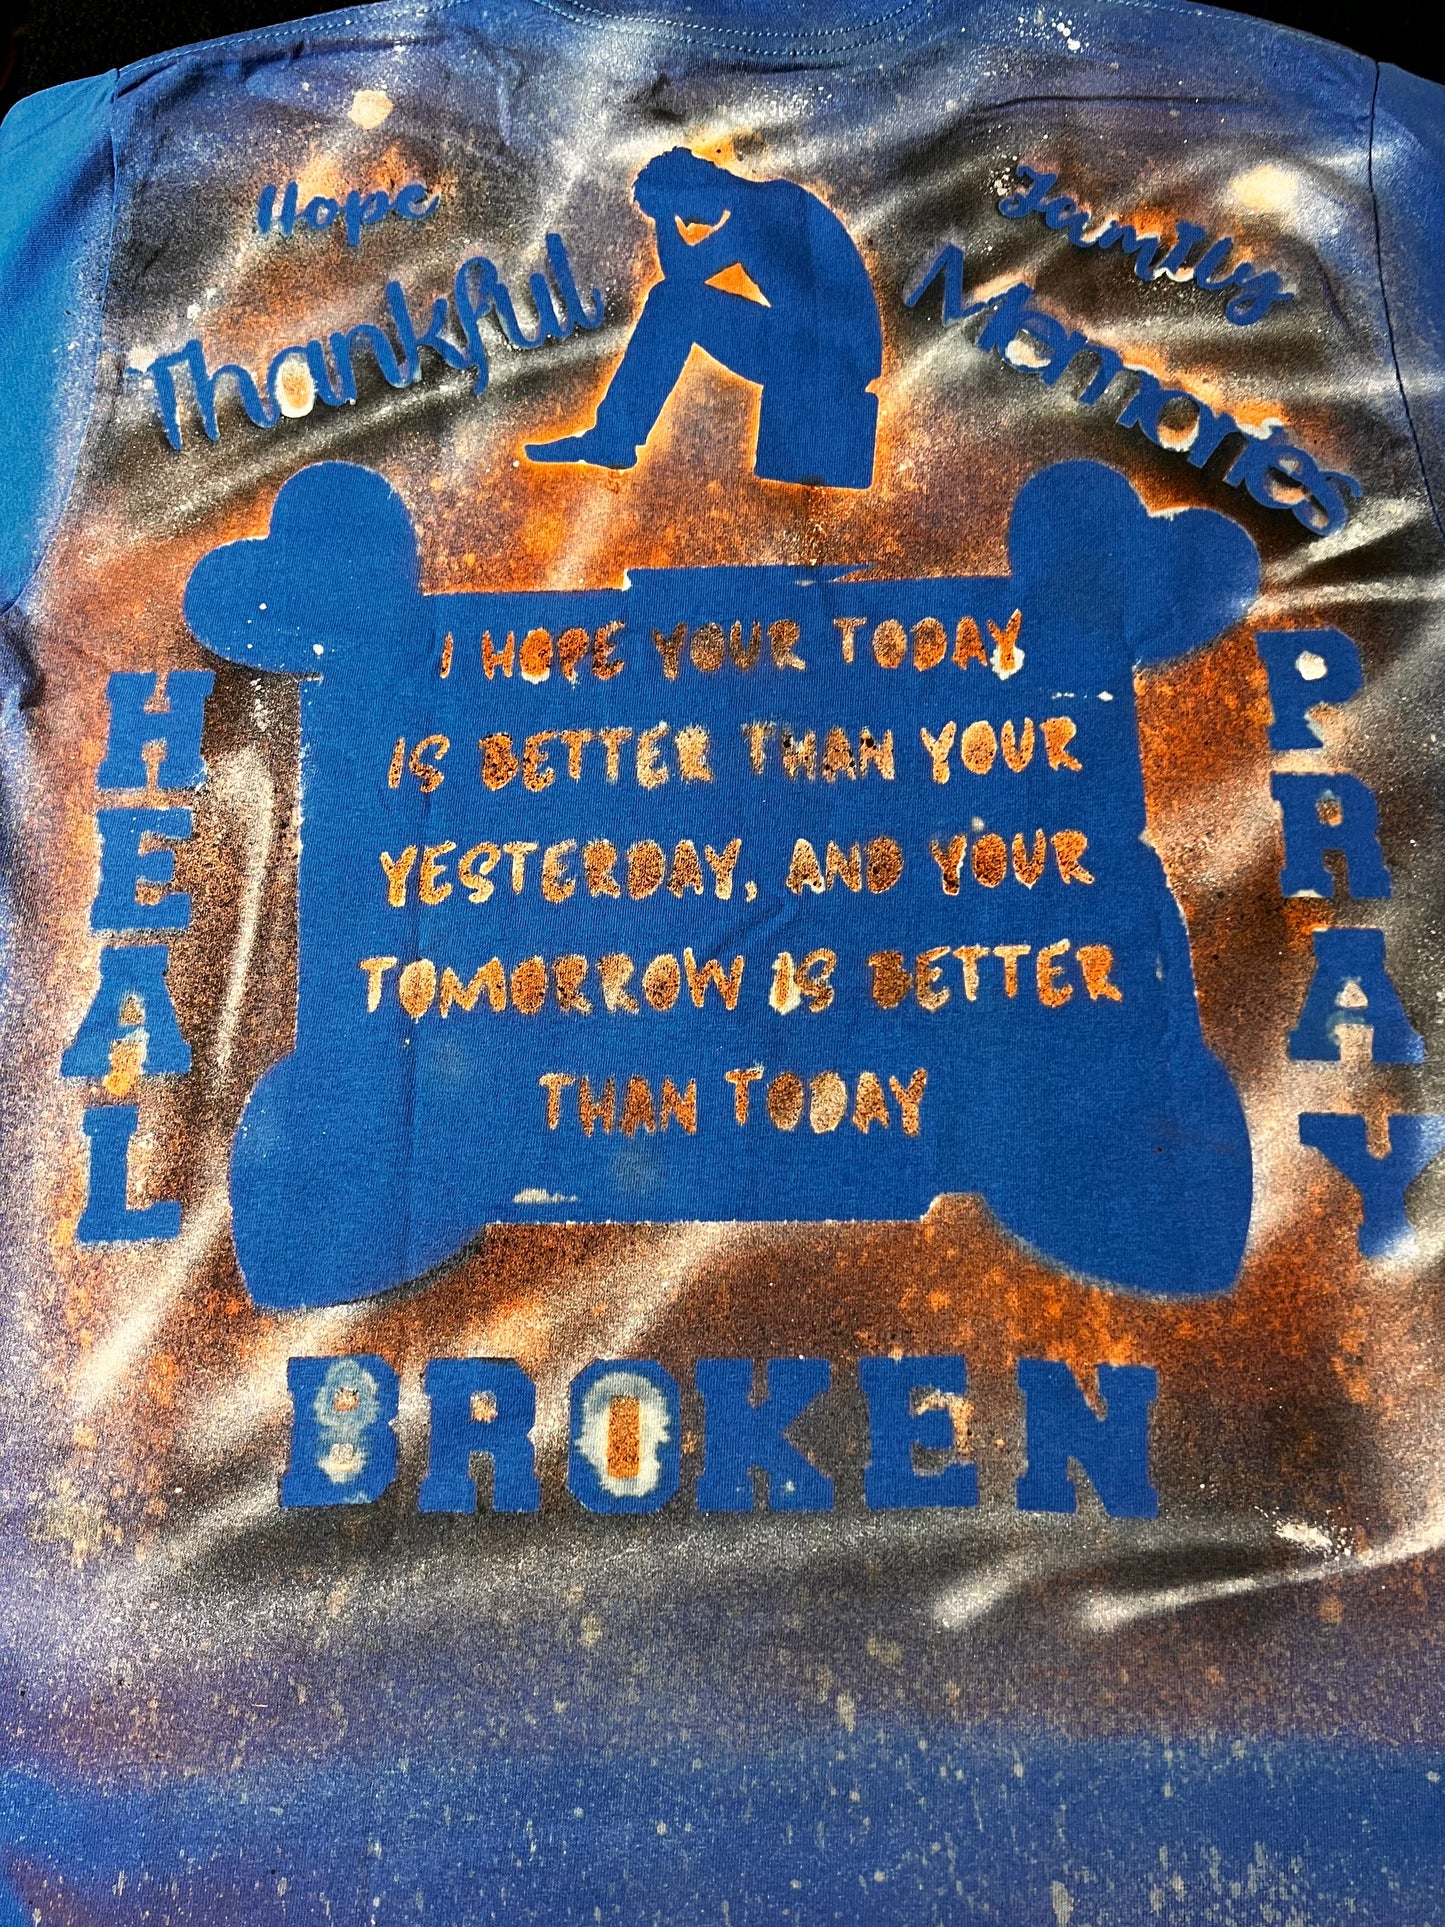 Hope
Thankful
FamIly
Memories
I HOPE YOUR TODAY
IS BETTER THAN YOUR
YESTERDAY, AND YOUR
TOMORROW IS BETTER
THAN TODAY
HEAL
PRAY
BROKEN